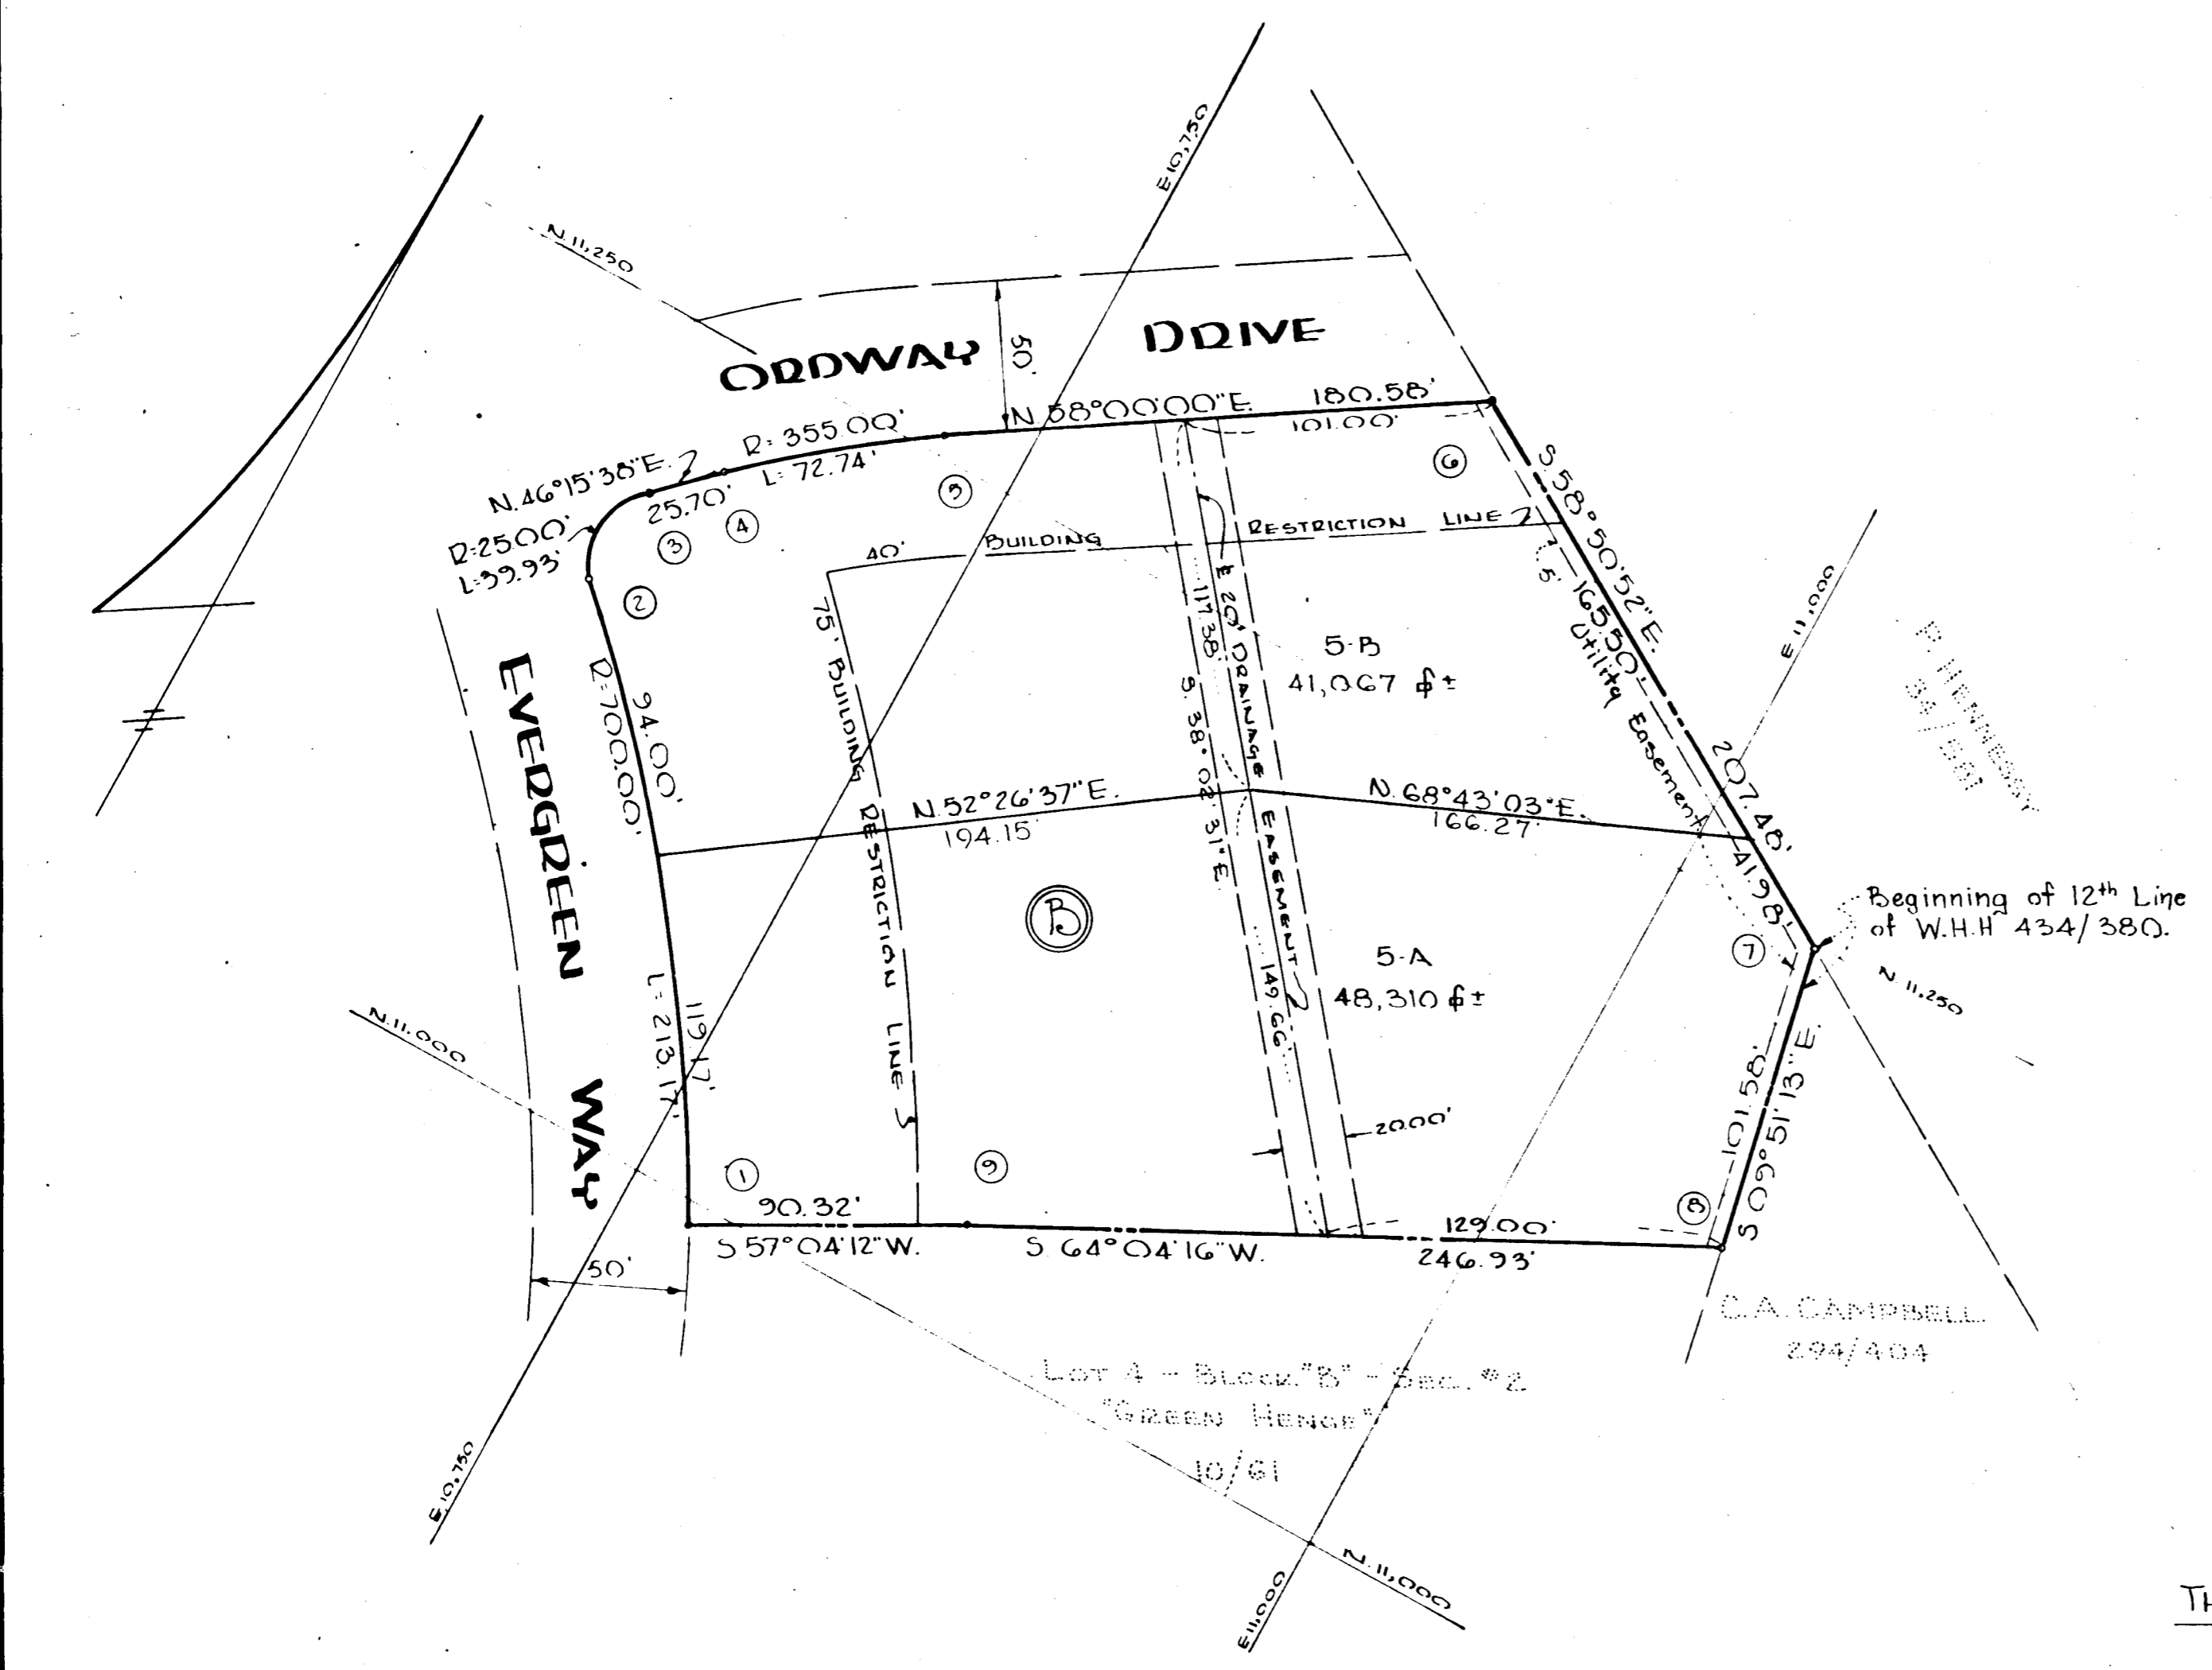 E 10,750
N. 11,250
ORDWAY DRIVE
50'
N. 58°00'00"E.
180.58'
101.00'
R= 355.00'
L= 72.74'
N. 46°15'38"E.
25.70'
R=25.00'
L=39.93'
6
5
4
3
2
S. 58°50'52" E.
207.48'
165.50'
5' Utility Easement
41.98'
40' BUILDING RESTRICTION LINE
75' BUILDING RESTRICTION LINE
E 20' DRAINAGE EASEMENT
117.38'
S. 38°02'31" E.
149.66'
5-B
41,067 ±
E 11,000
P. HENNESSY
34/581
EVERGREEN WAY
R=700.00'
94.00'
L=213.17'
119.17'
N. 52°26'37"E.
194.15'
N. 68°43'03"E.
166.27'
B
Beginning of 12th Line
of W.H.H 434/380.
7
N. 11,250
5-A
48,310 ±
N. 11,000
101.58'
S 09°51'13" E.
20.00'
1
9
8
90.32'
129.00'
S 57°04'12" W.
S. 64°04'16" W.
246.93'
50'
C.A. CAMPBELL
294/404
LOT 4 - BLOCK "B" - SEC. #2
"GREEN HENGE"
10/61
E. 10,750
N. 11,000
E 11,000
TH